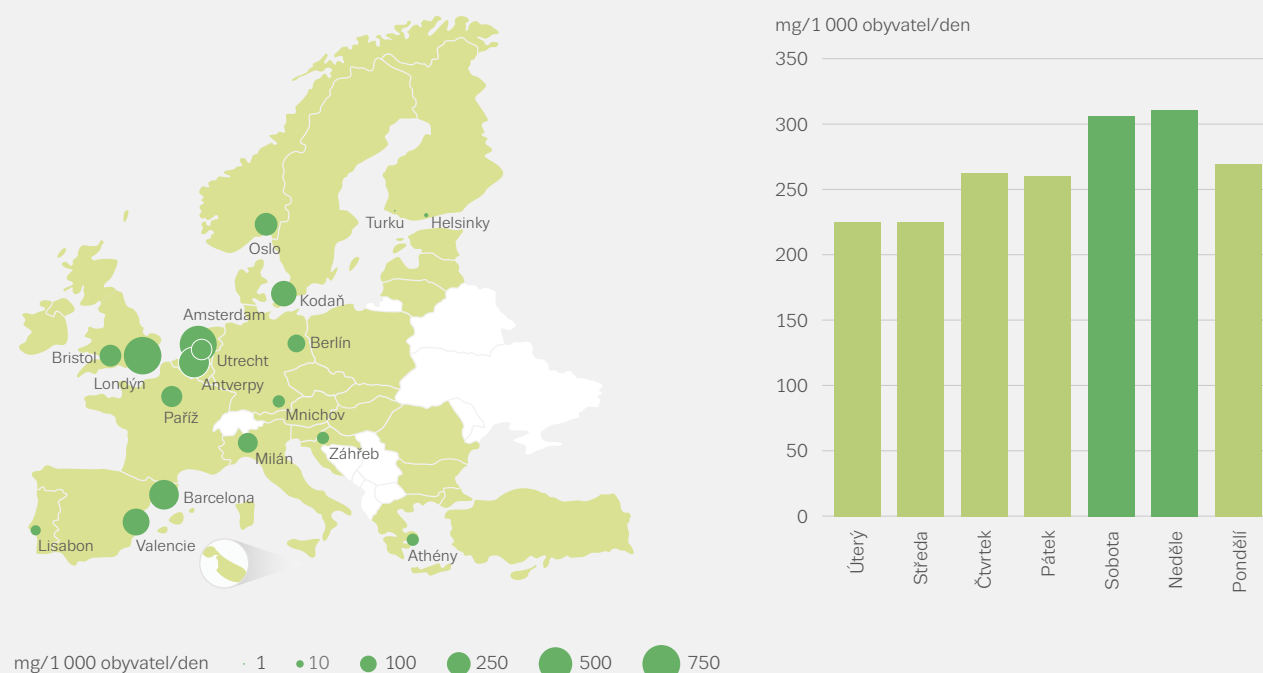 mg/1 000 obyvatel/den
350
300
250
200
150
100
50
0
Úterý
Středa
Čtvrtek
Pátek
Sobota
Neděle
Pondělí
Turku
Helsinky
Oslo
Kodaň
Amsterdam
Berlín
Bristol
Utrecht
Londýn
Antverpy
Paříž
Mnichov
Záhřeb
Milán
Barcelona
Lisabon
Valencie
Athény
mg/1 000 obyvatel/den 1 10 100 250 500 750